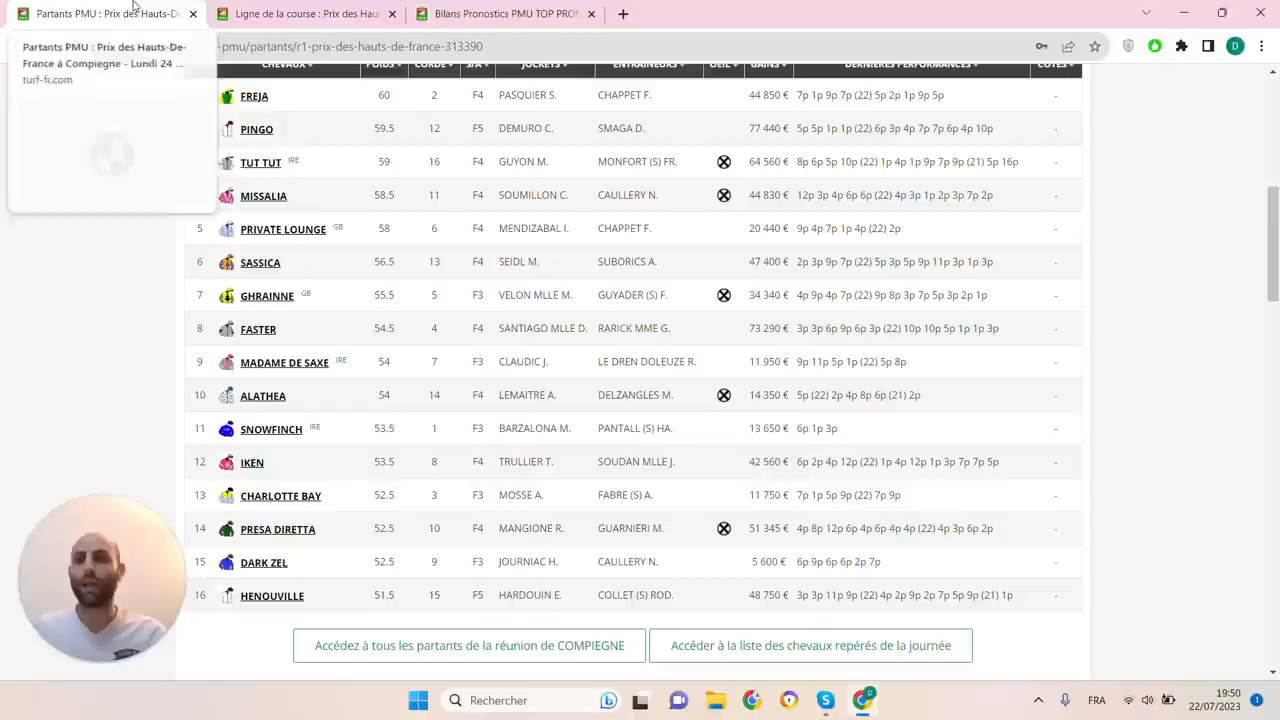 Partants PMU : Prix des Hauts-De- × Ligne de la course : Prix des Hau × Bilans Pronostics PMU TOP PRO × +
-pmu/partants/r1-prix-des-hauts-de-france-313390 D
Partants PMU : Prix des Hauts-De-
France à Compiegne - Lundi 24 ...
turf-fr.com
CHEVAUX POIDS CORDE S/A JOCKEYS ENTRAÎNEURS OEIL GAINS DERNIÈRES PERFORMANCES COTES
FREJA 60 2 F4 PASQUIER S. CHAPPET F. 44 850 € 7p 1p 9p 7p (22) 5p 2p 1p 9p 5p -
PINGO 59.5 12 F5 DEMURO C. SMAGA D. 77 440 € 5p 5p 1p 1p (22) 6p 3p 4p 7p 7p 6p 4p 10p -
TUT TUT IRE 59 16 F4 GUYON M. MONFORT (S) FR. 64 560 € 8p 6p 5p 10p (22) 1p 4p 1p 9p 7p 9p (21) 5p 16p -
MISSALIA 58.5 11 F4 SOUMILLON C. CAULLERY N. 44 830 € 12p 3p 4p 6p 6p (22) 4p 3p 1p 2p 3p 7p 2p -
5 PRIVATE LOUNGE GB 58 6 F4 MENDIZABAL I. CHAPPET F. 20 440 € 9p 4p 7p 1p 4p (22) 2p -
6 SASSICA 56.5 13 F4 SEIDL M. SUBORICS A. 47 400 € 2p 3p 9p 7p (22) 5p 3p 5p 9p 11p 3p 1p 3p -
7 GHRAINNE GB 55.5 5 F3 VELON MLLE M. GUYADER (S) F. 34 340 € 4p 9p 4p 7p (22) 9p 8p 3p 7p 5p 3p 2p 1p -
8 FASTER 54.5 4 F4 SANTIAGO MLLE D. RARICK MME G. 73 290 € 3p 3p 6p 9p 6p 3p (22) 10p 10p 5p 1p 1p 3p -
9 MADAME DE SAXE IRE 54 7 F3 CLAUDIC J. LE DREN DOLEUZE R. 11 950 € 9p 11p 5p 1p (22) 5p 8p -
10 ALATHEA 54 14 F4 LEMAITRE A. DELZANGLES M. 14 350 € 5p (22) 2p 4p 8p 6p (21) 2p -
11 SNOWFINCH IRE 53.5 1 F3 BARZALONA M. PANTALL (S) HA. 13 650 € 6p 1p 3p -
12 IKEN 53.5 8 F4 TRULLIER T. SOUDAN MLLE J. 42 560 € 6p 2p 4p 12p (22) 1p 4p 12p 1p 3p 7p 7p 5p -
13 CHARLOTTE BAY 52.5 3 F3 MOSSE A. FABRE (S) A. 11 750 € 7p 1p 5p 9p (22) 7p 9p -
14 PRESA DIRETTA 52.5 10 F4 MANGIONE R. GUARNIERI M. 51 345 € 4p 8p 12p 6p 4p 6p 4p 4p (22) 4p 3p 6p 2p -
15 DARK ZEL 52.5 9 F3 JOURNIAC H. CAULLERY N. 5 600 € 6p 9p 6p 6p 2p 7p -
16 HENOUVILLE 51.5 15 F5 HARDOUIN E. COLLET (S) ROD. 48 750 € 3p 3p 11p 9p (22) 4p 2p 9p 2p 7p 5p 9p (21) 1p -
Accédez à tous les partants de la réunion de COMPIEGNE Accéder à la liste des chevaux repérés de la journée
Rechercher FRA 19:50
22/07/2023